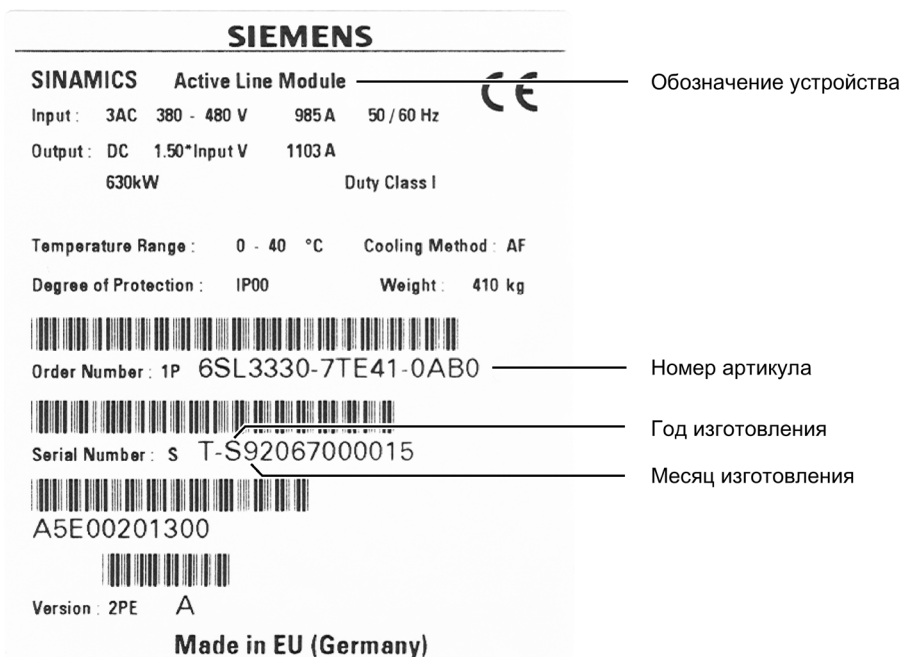 SIEMENS
SINAMICS Active Line Module
Обозначение устройства
CE
Input : 3AC 380 - 480 V 985 A 50 / 60 Hz
Output : DC 1.50*Input V 1103 A
630kW Duty Class I
Temperature Range : 0 - 40 °C Cooling Method : AF
Degree of Protection : IP00 Weight : 410 kg
Order Number : 1P 6SL3330-7TE41-0AB0
Номер артикула
Год изготовления
Serial Number : S T-S92067000015
Месяц изготовления
A5E00201300
Version : 2PE A
Made in EU (Germany)